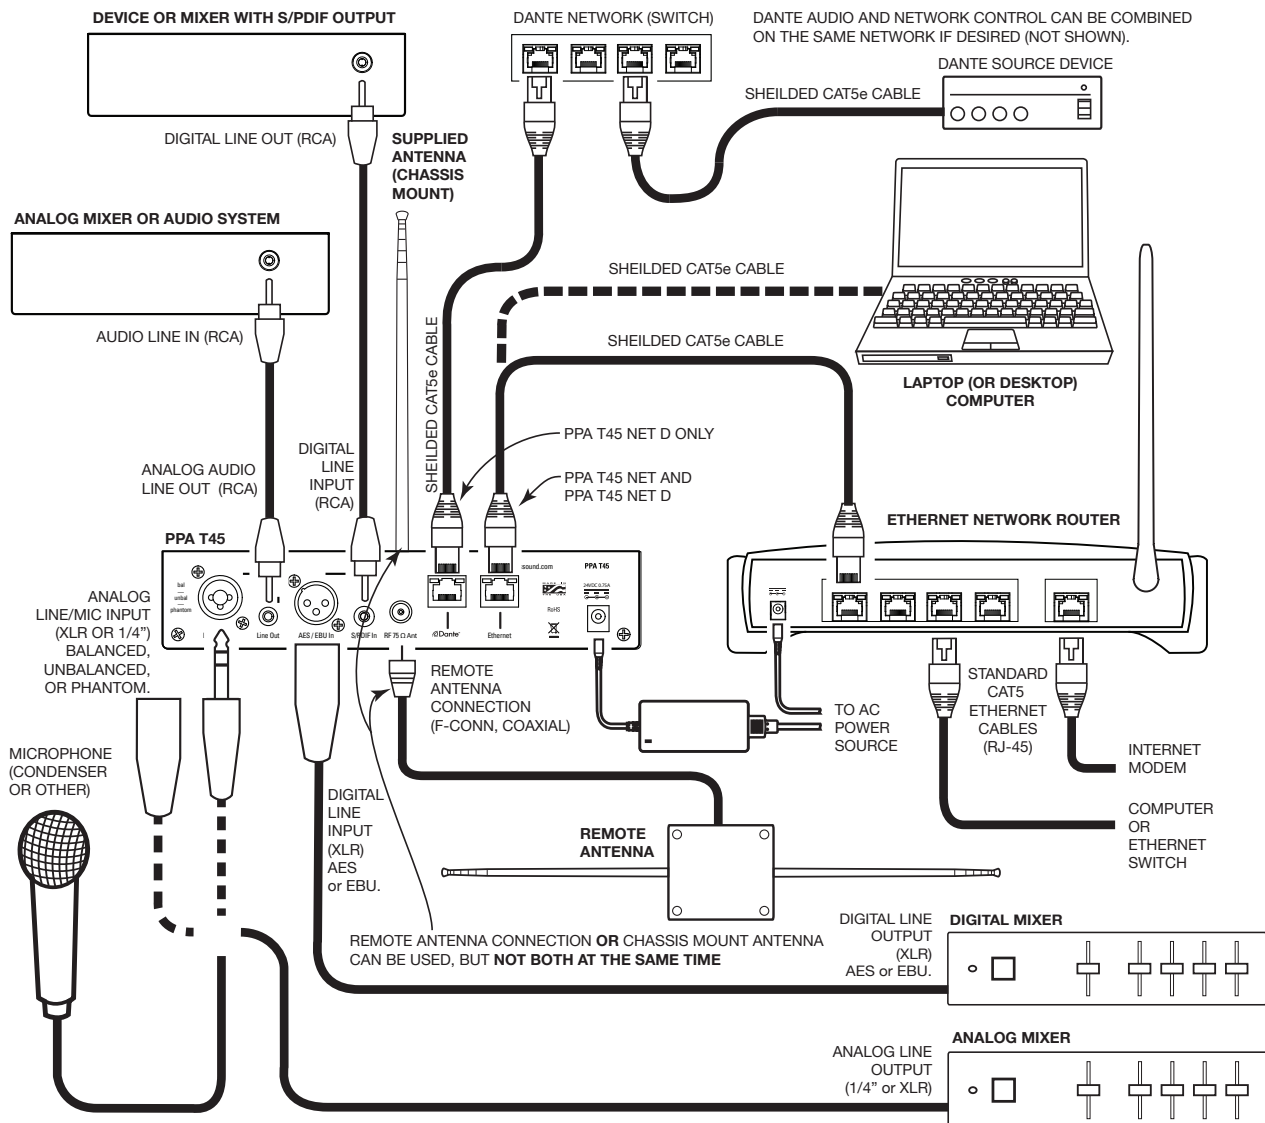 DEVICE OR MIXER WITH S/PDIF OUTPUT
DIGITAL LINE OUT (RCA)
DANTE NETWORK (SWITCH)
DANTE AUDIO AND NETWORK CONTROL CAN BE COMBINED
ON THE SAME NETWORK IF DESIRED (NOT SHOWN).
DANTE SOURCE DEVICE
SHEILDED CAT5e CABLE
SUPPLIED
ANTENNA
(CHASSIS
MOUNT)
ANALOG MIXER OR AUDIO SYSTEM
AUDIO LINE IN (RCA)
SHEILDED CAT5e CABLE
SHEILDED CAT5e CABLE
SHEILDED CAT5e CABLE
LAPTOP (OR DESKTOP)
COMPUTER
PPA T45 NET D ONLY
PPA T45 NET AND
PPA T45 NET D
ANALOG AUDIO
LINE OUT (RCA)
DIGITAL
LINE
INPUT
(RCA)
ETHERNET NETWORK ROUTER
PPA T45
bal
unbal
phantom
Line Out
AES / EBU In
S/PDIF In
RF 75 Ω Ant
Dante
Ethernet
sound.com
PPA T45
24VDC 0.75A
RoHS
ANALOG
LINE/MIC INPUT
(XLR OR 1/4”)
BALANCED,
UNBALANCED,
OR PHANTOM.
REMOTE
ANTENNA
CONNECTION
(F-CONN, COAXIAL)
TO AC
POWER
SOURCE
STANDARD
CAT5
ETHERNET
CABLES
(RJ-45)
INTERNET
MODEM
COMPUTER
OR
ETHERNET
SWITCH
MICROPHONE
(CONDENSER
OR OTHER)
DIGITAL
LINE
INPUT
(XLR)
AES
or EBU.
REMOTE
ANTENNA
REMOTE ANTENNA CONNECTION OR CHASSIS MOUNT ANTENNA
CAN BE USED, BUT NOT BOTH AT THE SAME TIME
DIGITAL LINE
OUTPUT
(XLR)
AES or EBU.
DIGITAL MIXER
ANALOG LINE
OUTPUT
(1/4” or XLR)
ANALOG MIXER